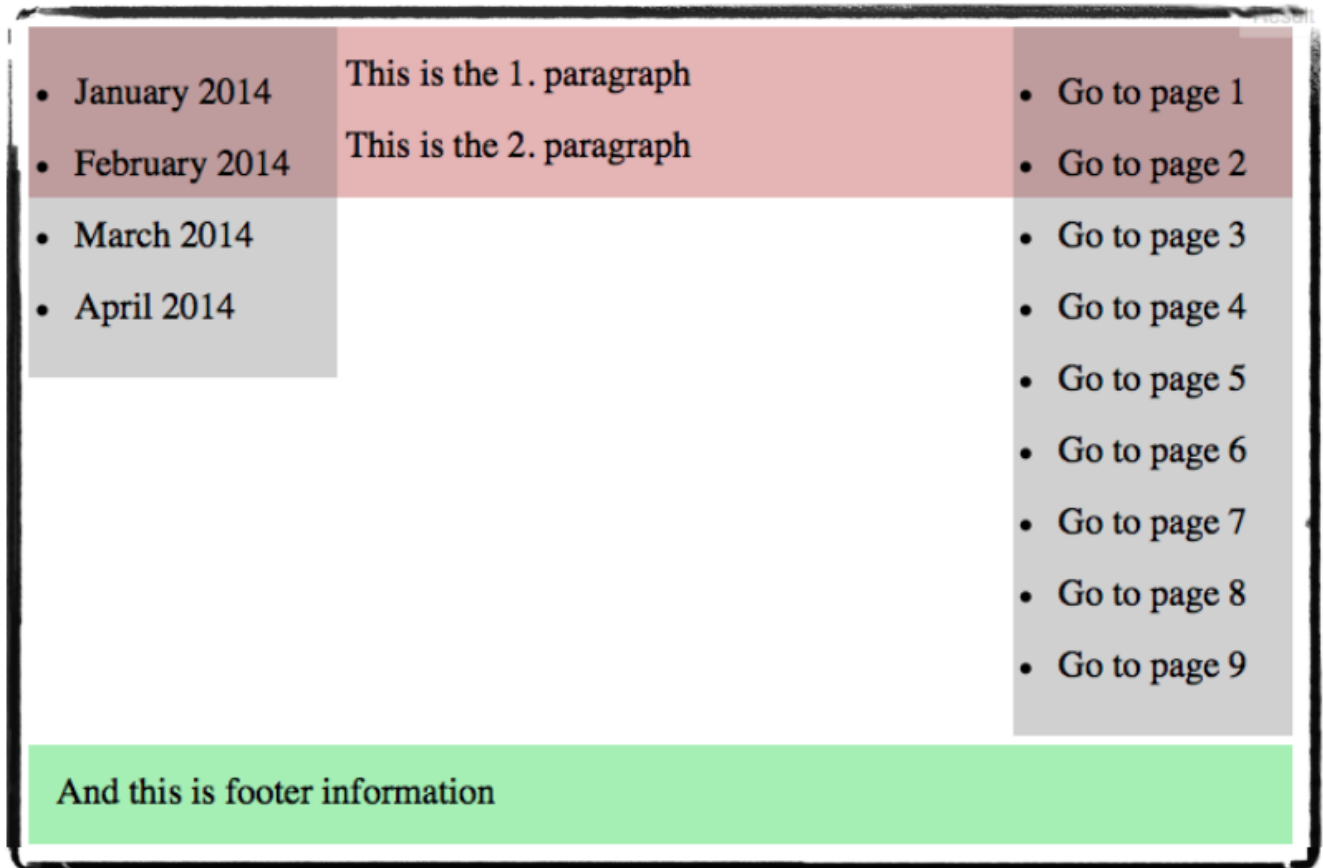 Result
January 2014
February 2014
March 2014
April 2014
This is the 1. paragraph
This is the 2. paragraph
Go to page 1
Go to page 2
Go to page 3
Go to page 4
Go to page 5
Go to page 6
Go to page 7
Go to page 8
Go to page 9
And this is footer information